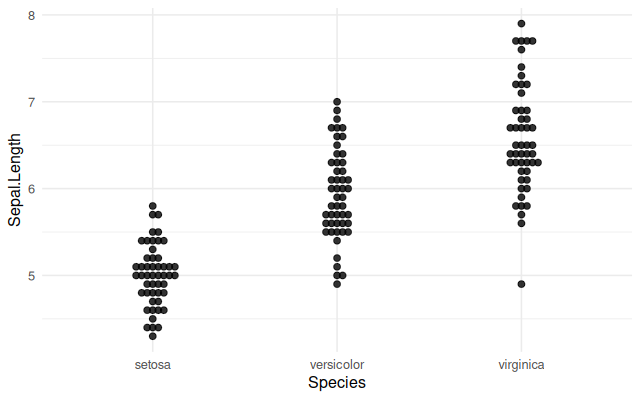 8
7
6
5
Sepal.Length
setosa
versicolor
virginica
Species